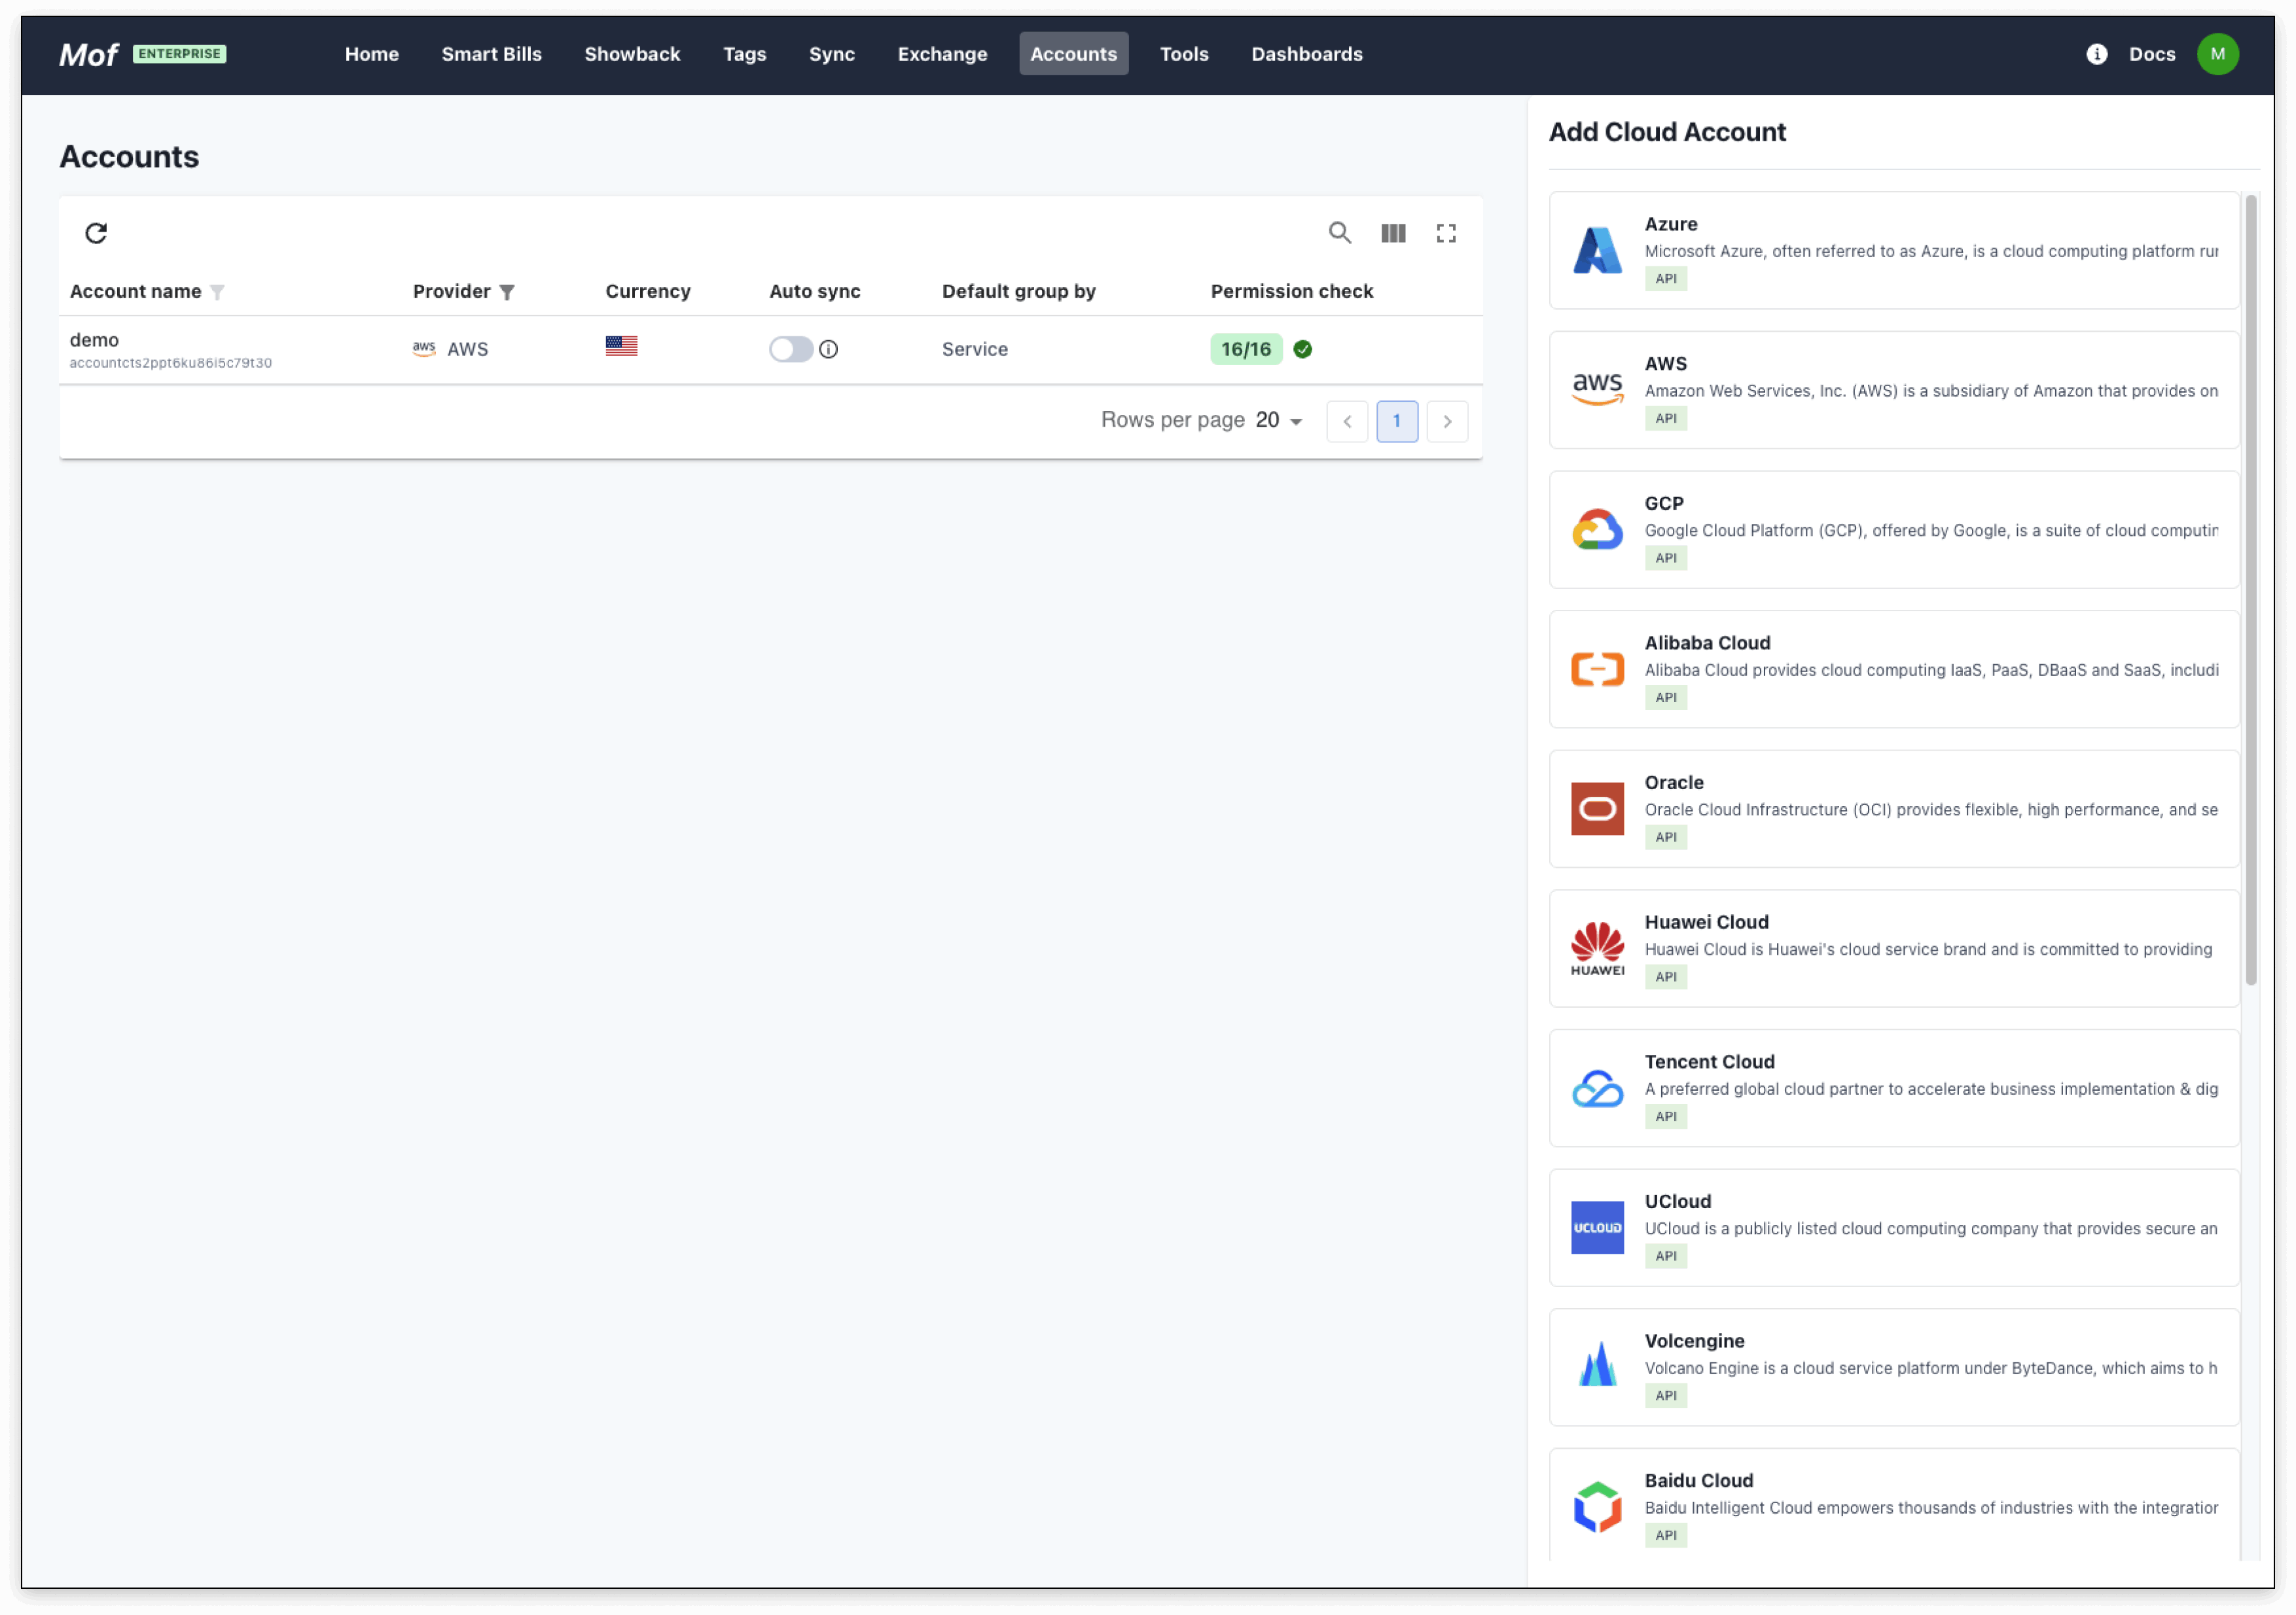 Mof ENTERPRISE Home Smart Bills Showback Tags Sync Exchange Accounts Tools Dashboards Docs M
Accounts
Account name Provider Currency Auto sync Default group by Permission check
demo
accountcts2ppt6ku86i5c79t30
aws AWS Service 16/16
Rows per page 20 1
Add Cloud Account
Azure
Microsoft Azure, often referred to as Azure, is a cloud computing platform rur
API
aws
AWS
Amazon Web Services, Inc. (AWS) is a subsidiary of Amazon that provides on
API
GCP
Google Cloud Platform (GCP), offered by Google, is a suite of cloud computin
API
Alibaba Cloud
Alibaba Cloud provides cloud computing IaaS, PaaS, DBaaS and SaaS, includi
API
Oracle
Oracle Cloud Infrastructure (OCI) provides flexible, high performance, and se
API
HUAWEI
Huawei Cloud
Huawei Cloud is Huawei's cloud service brand and is committed to providing
API
Tencent Cloud
A preferred global cloud partner to accelerate business implementation & dig
API
UCLOUD
UCloud
UCloud is a publicly listed cloud computing company that provides secure an
API
Volcengine
Volcano Engine is a cloud service platform under ByteDance, which aims to h
API
Baidu Cloud
Baidu Intelligent Cloud empowers thousands of industries with the integration
API